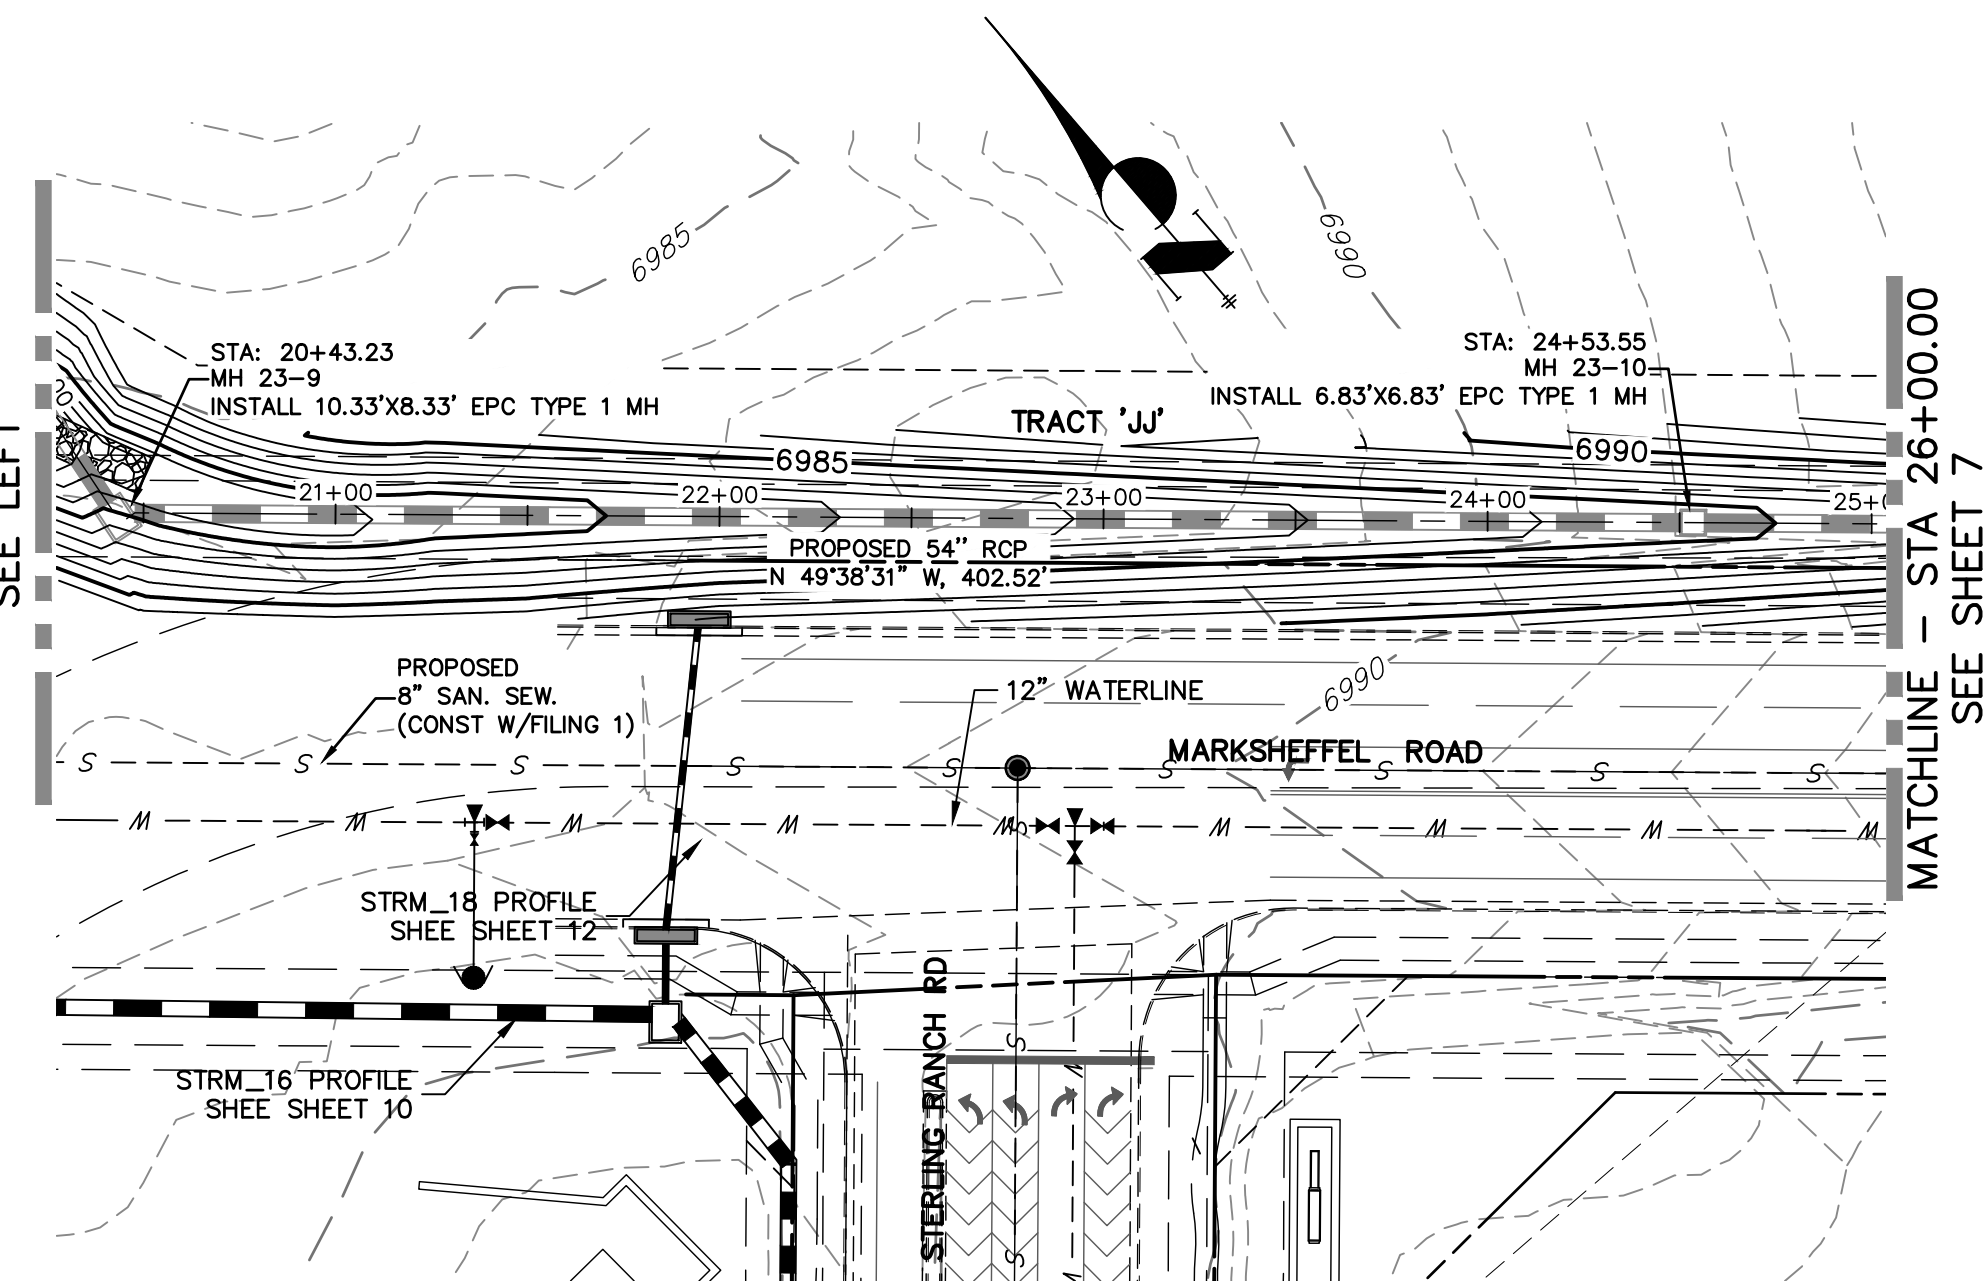 6985
6990
STA: 20+43.23
MH 23-9
INSTALL 10.33'X8.33' EPC TYPE 1 MH
STA: 24+53.55
MH 23-10
INSTALL 6.83'X6.83' EPC TYPE 1 MH
TRACT 'JJ'
6985
6990
21+00
22+00
23+00
24+00
PROPOSED 54" RCP
N 49°38'31" W, 402.52'
SEE LEFT
MATCHLINE - STA 26+00.00
SEE SHEET 7
PROPOSED
8" SAN. SEW.
(CONST W/FILING 1)
12" WATERLINE
6990
MARKSHEFFEL ROAD
S S S S S S S S S
W W W W W W W W W
S
STRM_18 PROFILE
SHEE SHEET 12
STERLING RANCH RD
S
W
STRM_16 PROFILE
SHEE SHEET 10
S